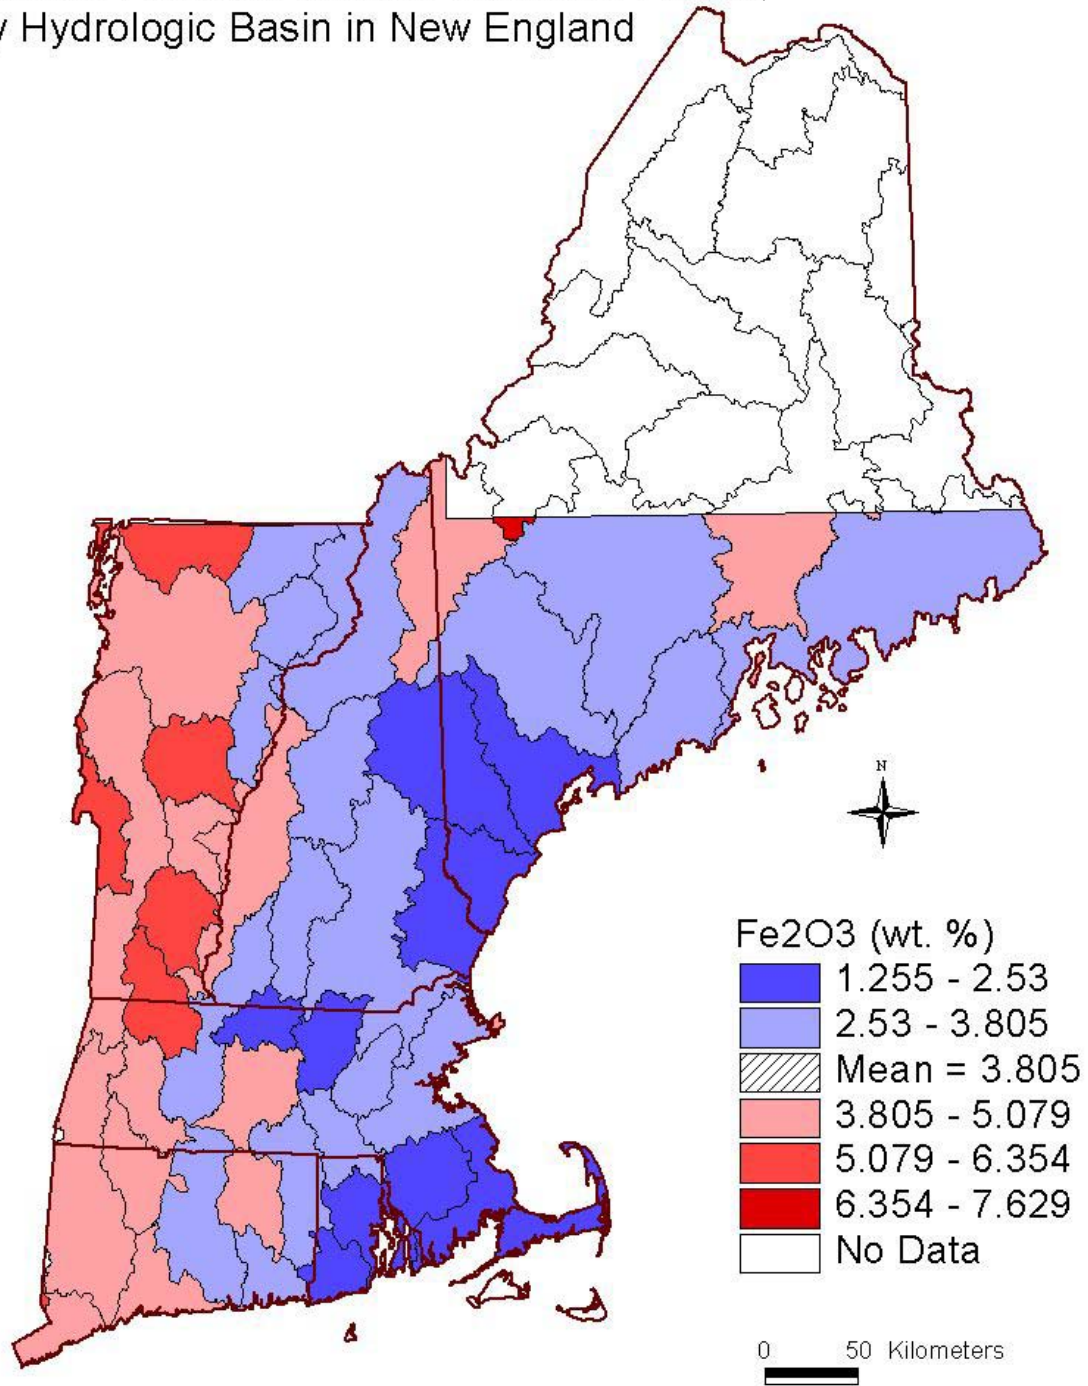 Hydrologic Basin in New England
N
Fe2O3 (wt. %)
1.255 - 2.53
2.53 - 3.805
Mean = 3.805
3.805 - 5.079
5.079 - 6.354
6.354 - 7.629
No Data
0 50 Kilometers